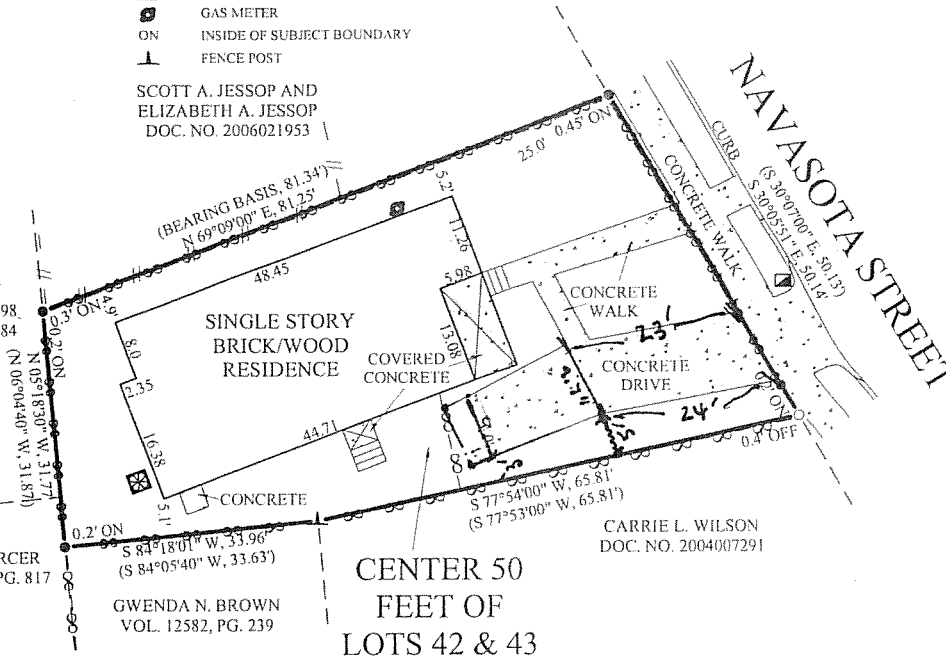 GAS METER
ON INSIDE OF SUBJECT BOUNDARY
FENCE POST
SCOTT A. JESSOP AND
ELIZABETH A. JESSOP
DOC. NO. 2006021953
NAVASOTA STREET
CURB
(S 30°07'00" E, 50.13')
S 30°05'51" E, 50.14'
CONCRETE WALK
0.45' ON
25.0'
(BEARING BASIS, 81.34')
N 69°09'00" E, 81.25'
5.2'
11.26
48.45
5.98
13.08
4.9'
0.3' ON
98.
84
0.2' ON
N 05°18'30" W, 31.77'
(N 06°04'40" W, 31.87')
8.0
2.35
16.38
5.1'
SINGLE STORY
BRICK/WOOD
RESIDENCE
COVERED
CONCRETE
44.71
CONCRETE
WALK
23'
CONCRETE
DRIVE
24'
ON
0.4' OFF
CONCRETE
0.2' ON
S 84°18'01" W, 33.96'
(S 84°05'40" W, 33.63')
S 77°54'00" W, 65.81'
(S 77°53'00" W, 65.81')
CARRIE L. WILSON
DOC. NO. 2004007291
RCER
PG. 817
GWENDA N. BROWN
VOL. 12582, PG. 239
CENTER 50
FEET OF
LOTS 42 & 43